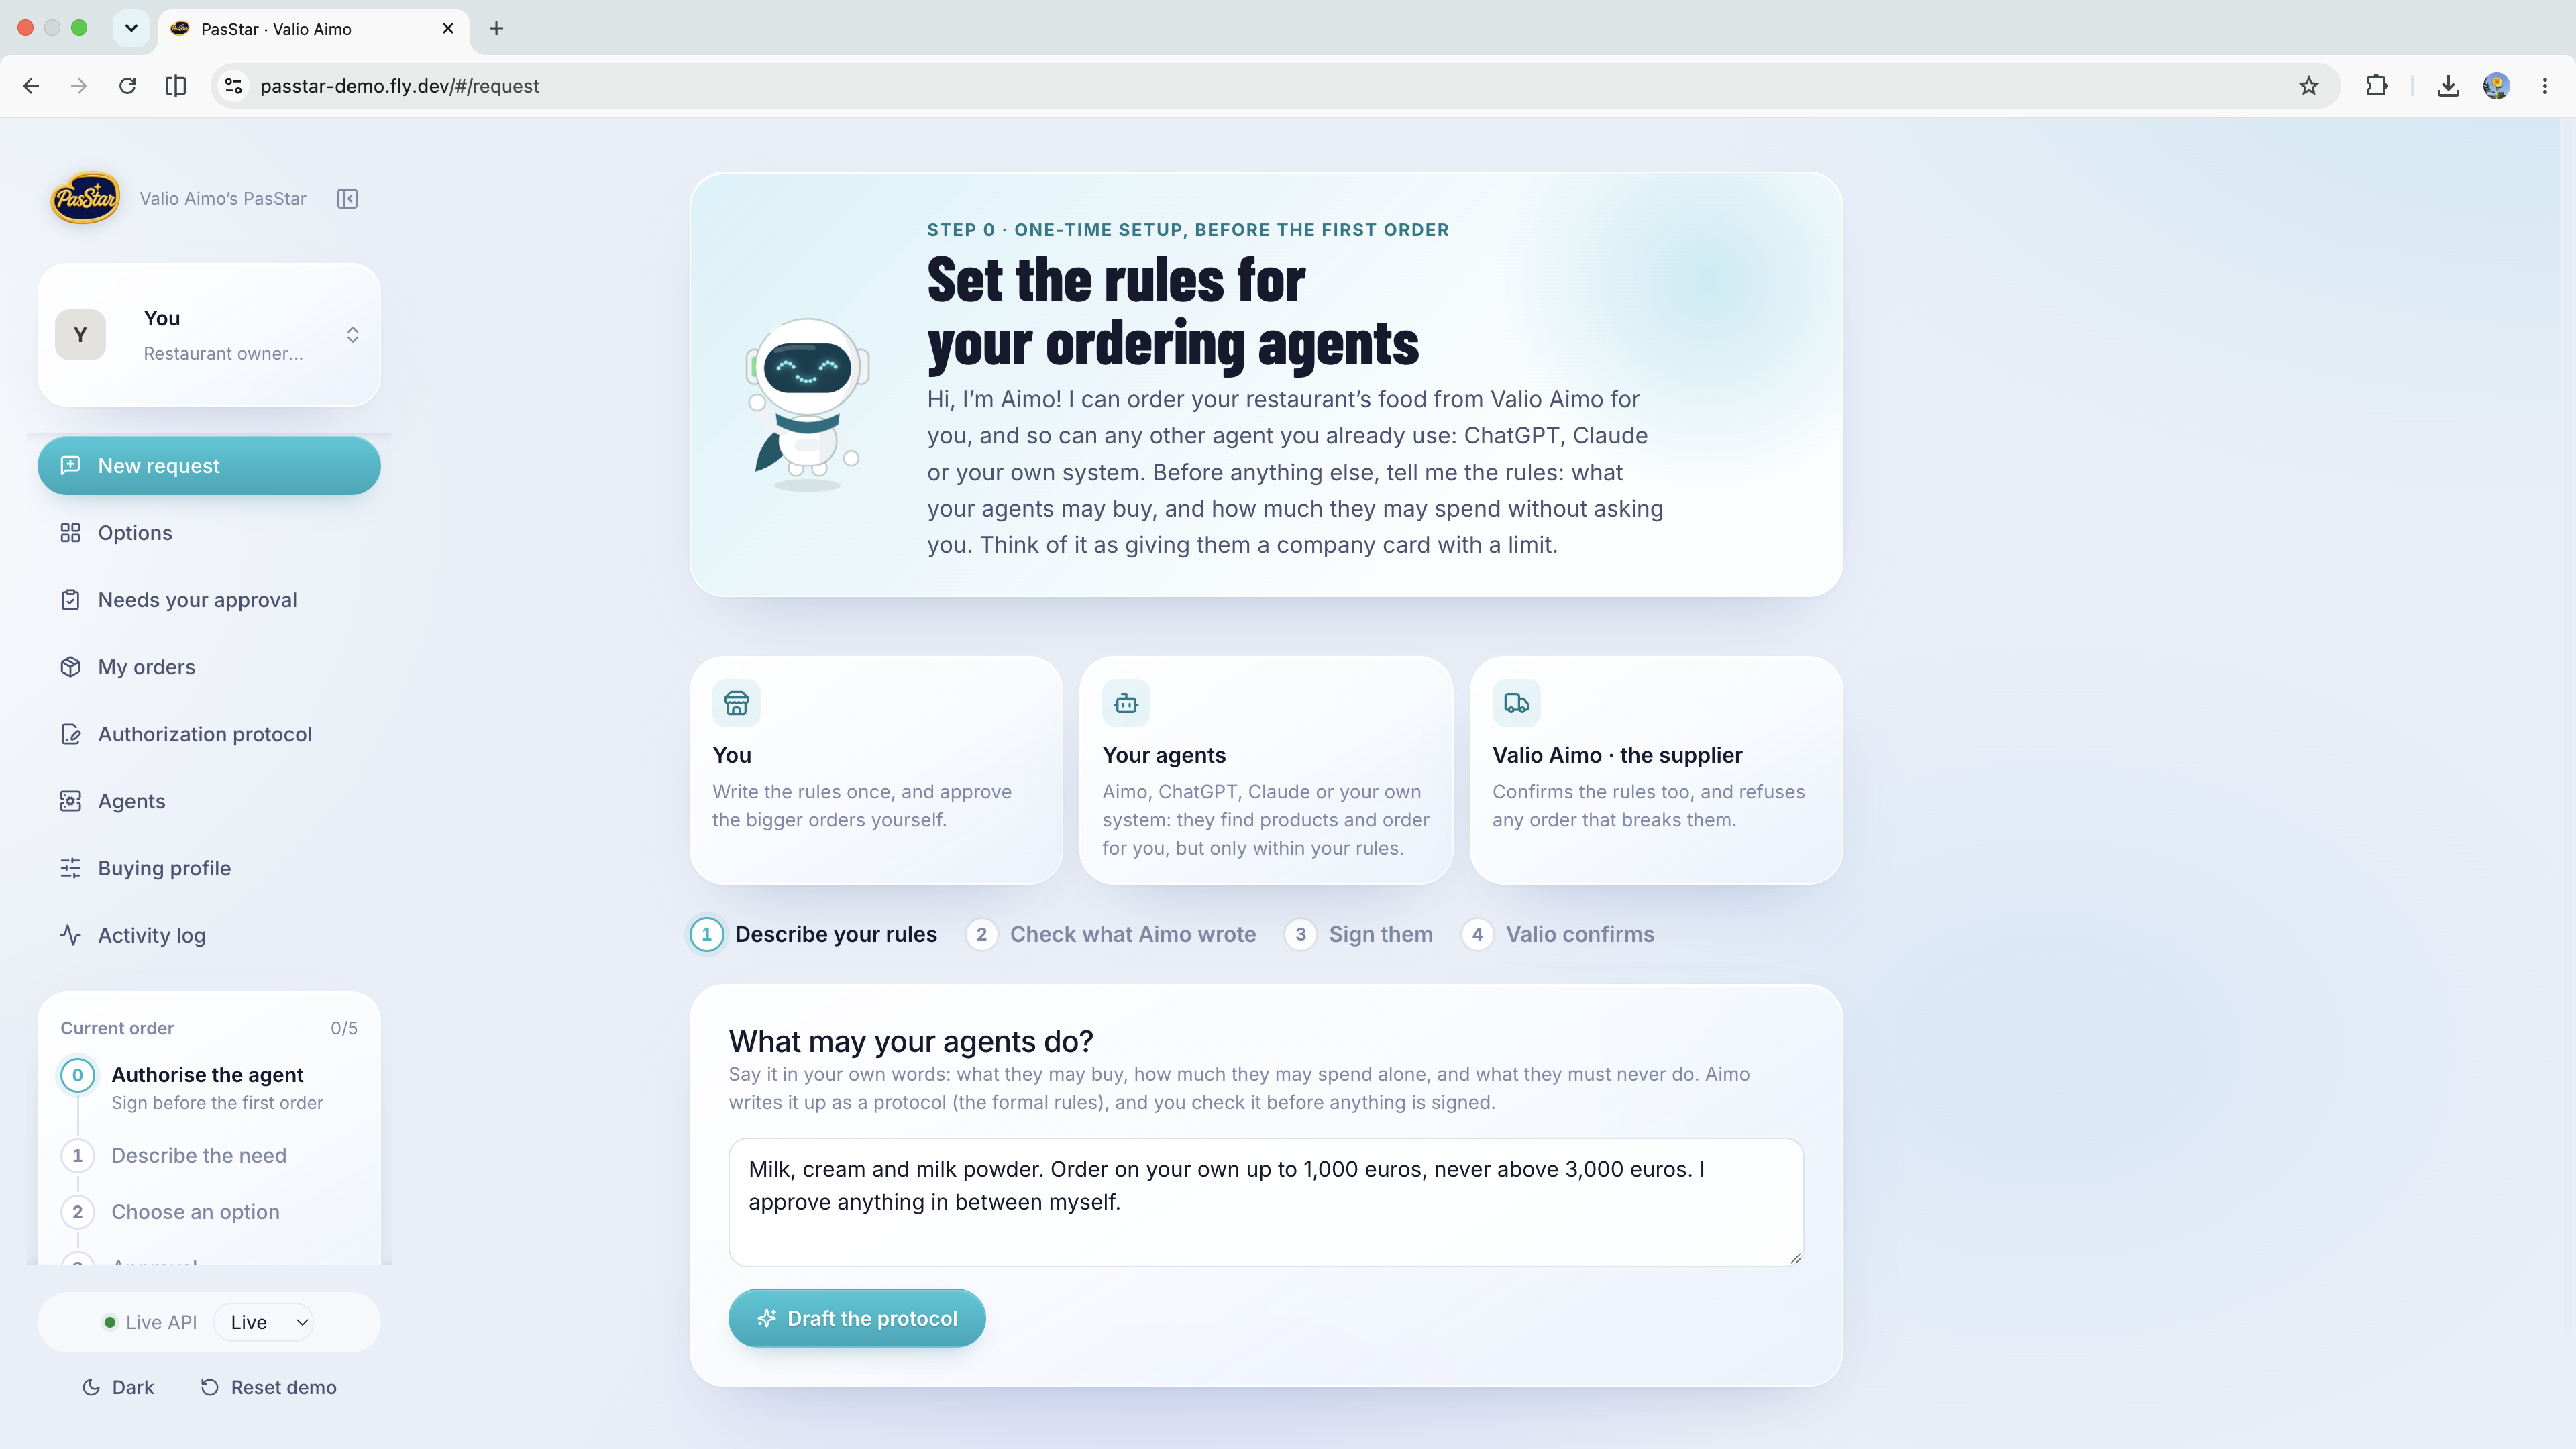 PasStar · Valio Aimo
passtar-demo.fly.dev/#/request
PasStar
Valio Aimo’s PasStar
Y
You
Restaurant owner...
New request
Options
Needs your approval
My orders
Authorization protocol
Agents
Buying profile
Activity log
Current order 0/5
0 Authorise the agent
Sign before the first order
1 Describe the need
2 Choose an option
Live API Live
Dark Reset demo
STEP 0 · ONE-TIME SETUP, BEFORE THE FIRST ORDER
Set the rules for
your ordering agents
Hi, I’m Aimo! I can order your restaurant’s food from Valio Aimo for
you, and so can any other agent you already use: ChatGPT, Claude
or your own system. Before anything else, tell me the rules: what
your agents may buy, and how much they may spend without asking
you. Think of it as giving them a company card with a limit.
You
Write the rules once, and approve
the bigger orders yourself.
Your agents
Aimo, ChatGPT, Claude or your own
system: they find products and order
for you, but only within your rules.
Valio Aimo · the supplier
Confirms the rules too, and refuses
any order that breaks them.
1 Describe your rules 2 Check what Aimo wrote 3 Sign them 4 Valio confirms
What may your agents do?
Say it in your own words: what they may buy, how much they may spend alone, and what they must never do. Aimo
writes it up as a protocol (the formal rules), and you check it before anything is signed.
Milk, cream and milk powder. Order on your own up to 1,000 euros, never above 3,000 euros. I
approve anything in between myself.
Draft the protocol